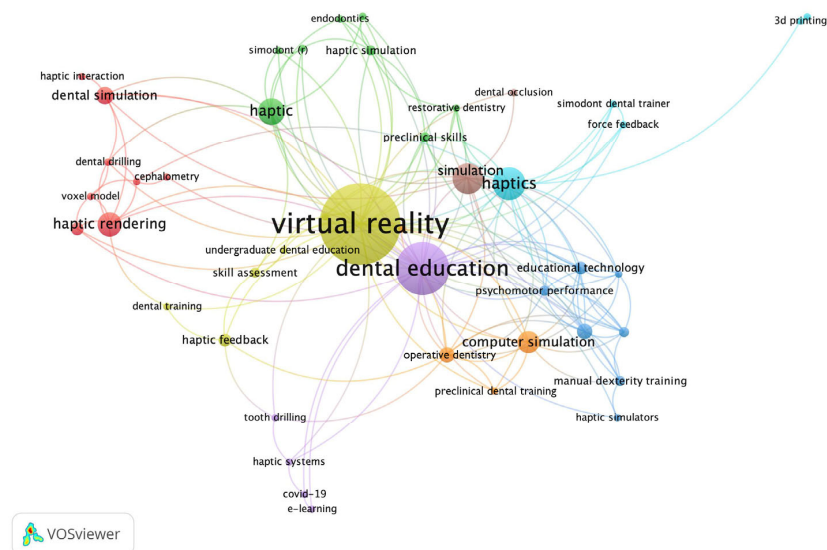 endodontics
3d printing
simodont (r)
haptic simulation
haptic interaction
dental simulation
dental occlusion
haptic
restorative dentistry
simodont dental trainer
force feedback
preclinical skills
dental drilling
cephalometry
simulation
haptics
voxel model
haptic rendering
virtual reality
undergraduate dental education
dental education
educational technology
skill assessment
psychomotor performance
dental training
haptic feedback
computer simulation
operative dentistry
manual dexterity training
preclinical dental training
tooth drilling
haptic simulators
haptic systems
covid-19
e-learning
VOSviewer